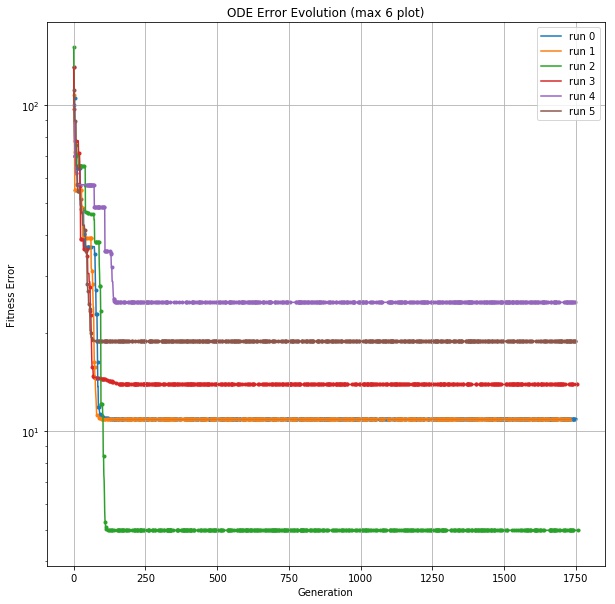 ODE Error Evolution (max 6 plot)
run 0
run 1
run 2
run 3
run 4
run 5
10²
Fitness Error
10¹
0 250 500 750 1000 1250 1500 1750
Generation